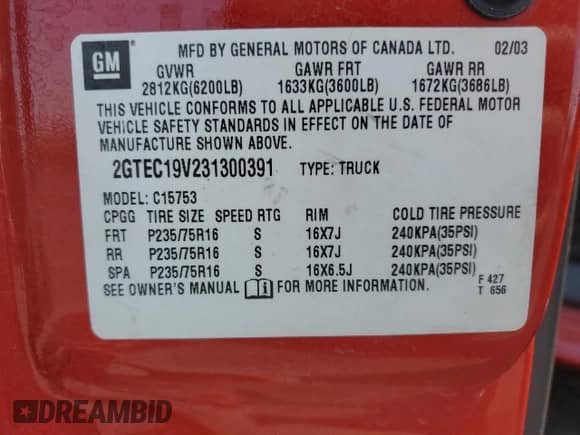 GM
MFD BY GENERAL MOTORS OF CANADA LTD. 02/03
GVWR GAWR FRT GAWR RR
2812KG(6200LB) 1633KG(3600LB) 1672KG(3686LB)
THIS VEHICLE CONFORMS TO ALL APPLICABLE U.S. FEDERAL MOTOR
VEHICLE SAFETY STANDARDS IN EFFECT ON THE DATE OF
MANUFACTURE SHOWN ABOVE.
2GTEC19V231300391 TYPE: TRUCK
MODEL: C15753
CPGG TIRE SIZE SPEED RTG RIM COLD TIRE PRESSURE
FRT P235/75R16 S 16X7J 240KPA(35PSI)
RR P235/75R16 S 16X7J 240KPA(35PSI)
SPA P235/75R16 S 16X6.5J 240KPA(35PSI)
SEE OWNER'S MANUAL FOR MORE INFORMATION.
F 427
T 656
DREAMBID